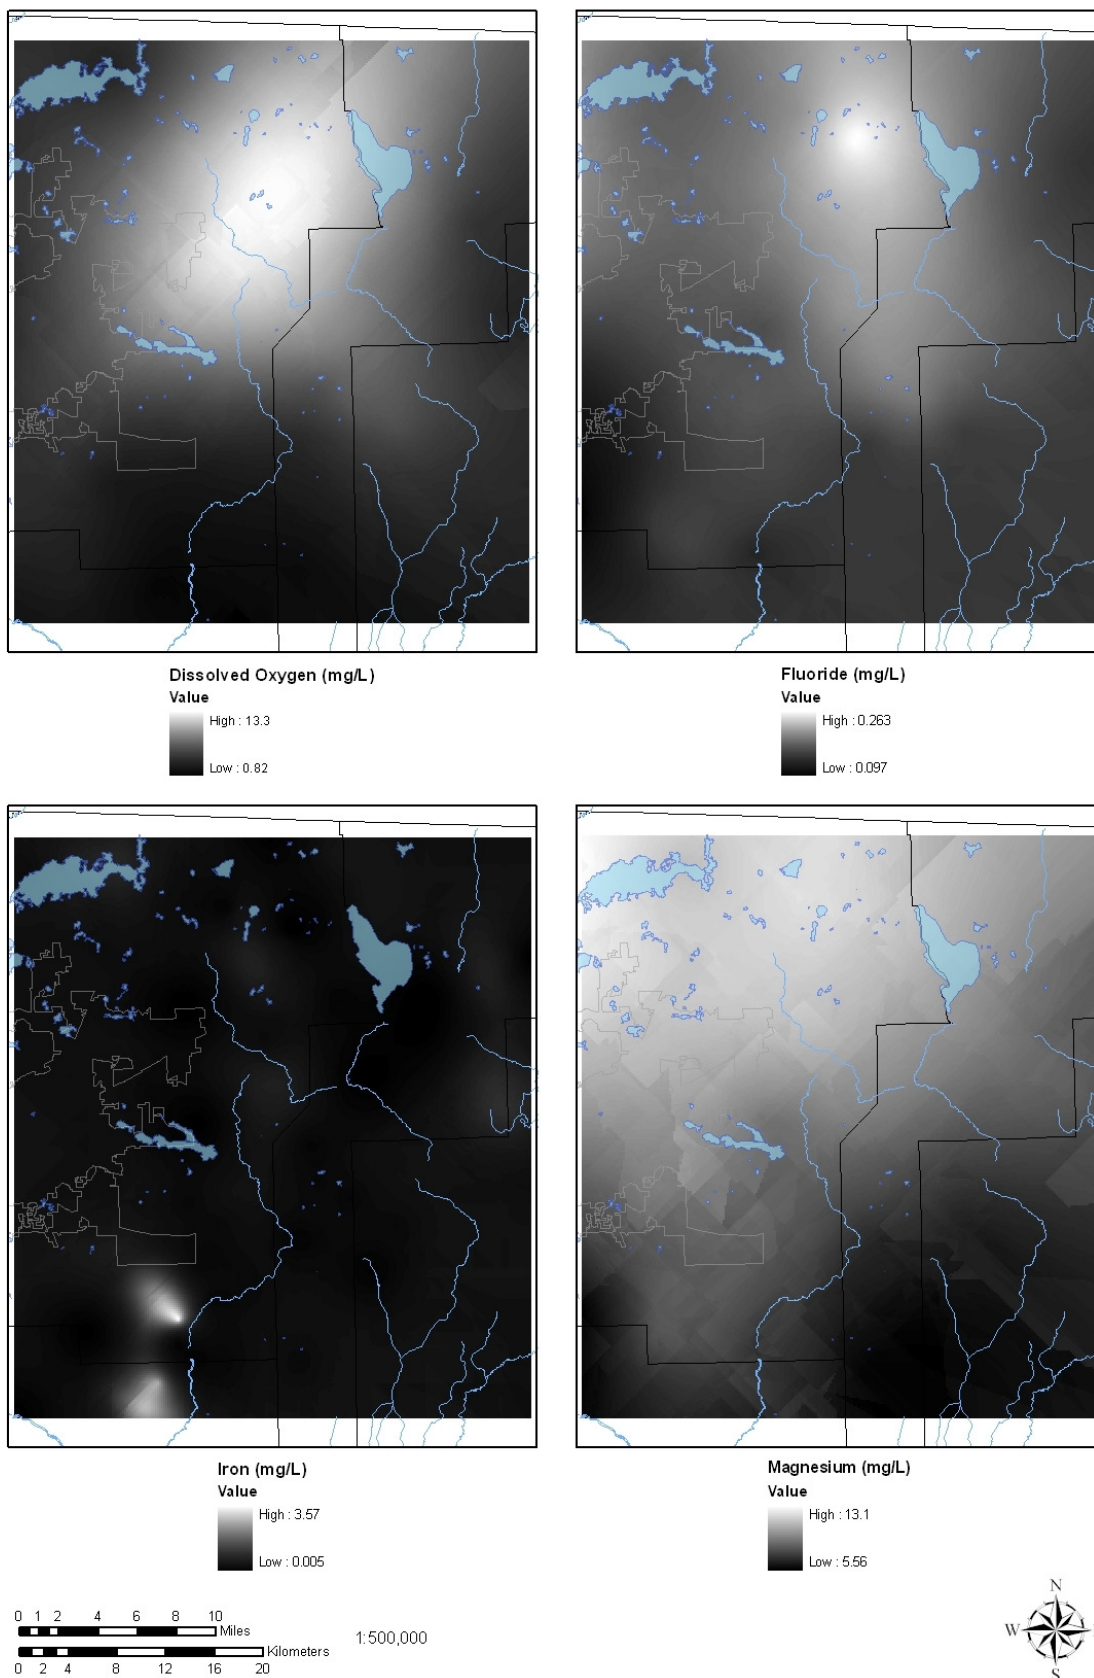 Dissolved Oxygen (mg/L)
Value
High : 13.3
Low : 0.82
Fluoride (mg/L)
Value
High : 0.263
Low : 0.097
Iron (mg/L)
Value
High : 3.57
Low : 0.005
Magnesium (mg/L)
Value
High : 13.1
Low : 5.56
0 1 2 4 6 8 10
Miles
Kilometers
0 2 4 8 12 16 20
1:500,000
N
W
S